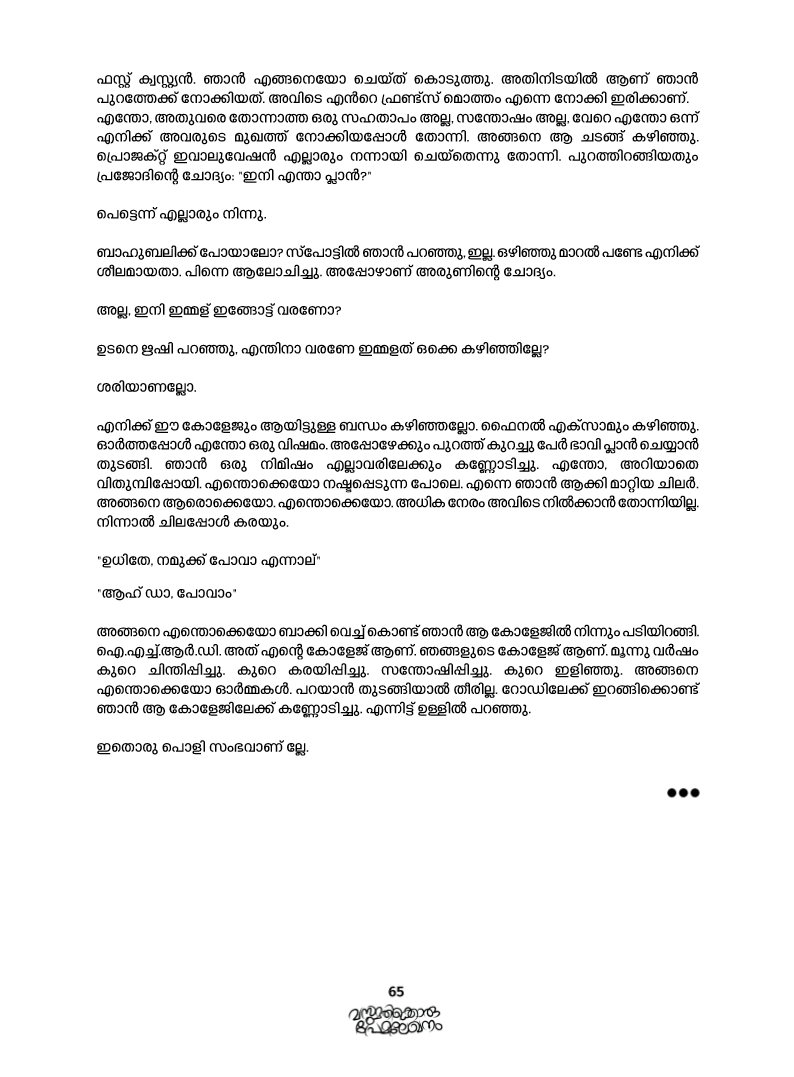 ഫസ്റ്റ് ക്വസ്റ്റ്യൻ. ഞാൻ എങ്ങനെയോ ചെയ്ത് കൊടുത്തു. അതിനിടയിൽ ആണ് ഞാൻ
പുറത്തേക്ക് നോക്കിയത്. അവിടെ എൻറെ ഫ്രണ്ട്സ് മൊത്തം എന്നെ നോക്കി ഇരിക്കാണ്.
എന്തോ, അതുവരെ തോന്നാത്ത ഒരു സഹതാപം അല്ല, സന്തോഷം അല്ല, വേറെ എന്തോ ഒന്ന്
എനിക്ക് അവരുടെ മുഖത്ത് നോക്കിയപ്പോൾ തോന്നി. അങ്ങനെ ആ ചടങ്ങ് കഴിഞ്ഞു.
പ്രൊജക്റ്റ് ഇവാലുവേഷൻ എല്ലാരും നന്നായി ചെയ്തെന്നു തോന്നി. പുറത്തിറങ്ങിയതും
പ്രജോദിന്റെ ചോദ്യം: "ഇനി എന്താ പ്ലാൻ?"
പെട്ടെന്ന് എല്ലാരും നിന്നു.
ബാഹുബലിക്ക് പോയാലോ? സ്പോട്ടിൽ ഞാൻ പറഞ്ഞു, ഇല്ല. ഒഴിഞ്ഞു മാറൽ പണ്ടേ എനിക്ക്
ശീലമായതാ. പിന്നെ ആലോചിച്ചു. അപ്പോഴാണ് അരുണിന്റെ ചോദ്യം.
അല്ല, ഇനി ഇമ്മള് ഇങ്ങോട്ട് വരണോ?
ഉടനെ ഋഷി പറഞ്ഞു, എന്തിനാ വരണേ ഇമ്മളത് ഒക്കെ കഴിഞ്ഞില്ലേ?
ശരിയാണല്ലോ.
എനിക്ക് ഈ കോളേജും ആയിട്ടുള്ള ബന്ധം കഴിഞ്ഞല്ലോ. ഫൈനൽ എക്സാമും കഴിഞ്ഞു.
ഓർത്തപ്പോൾ എന്തോ ഒരു വിഷമം. അപ്പോഴേക്കും പുറത്ത് കുറച്ചു പേർ ഭാവി പ്ലാൻ ചെയ്യാൻ
തുടങ്ങി. ഞാൻ ഒരു നിമിഷം എല്ലാവരിലേക്കും കണ്ണോടിച്ചു. എന്തോ, അറിയാതെ
വിതുമ്പിപ്പോയി. എന്തൊക്കെയോ നഷ്ടപ്പെടുന്ന പോലെ. എന്നെ ഞാൻ ആക്കി മാറ്റിയ ചിലർ.
അങ്ങനെ ആരൊക്കെയോ. എന്തൊക്കെയോ. അധിക നേരം അവിടെ നിൽക്കാൻ തോന്നിയില്ല.
നിന്നാൽ ചിലപ്പോൾ കരയും.
"ഉധിതേ, നമുക്ക് പോവാ എന്നാല്"
"ആഹ് ഡാ, പോവാം"
അങ്ങനെ എന്തൊക്കെയോ ബാക്കി വെച്ച് കൊണ്ട് ഞാൻ ആ കോളേജിൽ നിന്നും പടിയിറങ്ങി.
ഐ.എച്ച്.ആർ.ഡി. അത് എന്റെ കോളേജ് ആണ്. ഞങ്ങളുടെ കോളേജ് ആണ്. മൂന്നു വർഷം
കുറെ ചിന്തിപ്പിച്ചു. കുറെ കരയിപ്പിച്ചു. സന്തോഷിപ്പിച്ചു. കുറെ ഇളിഞ്ഞു. അങ്ങനെ
എന്തൊക്കെയോ ഓർമ്മകൾ. പറയാൻ തുടങ്ങിയാൽ തീരില്ല. റോഡിലേക്ക് ഇറങ്ങിക്കൊണ്ട്
ഞാൻ ആ കോളേജിലേക്ക് കണ്ണോടിച്ചു. എന്നിട്ട് ഉള്ളിൽ പറഞ്ഞു.
ഇതൊരു പൊളി സംഭവാണ് ല്ലേ.
65